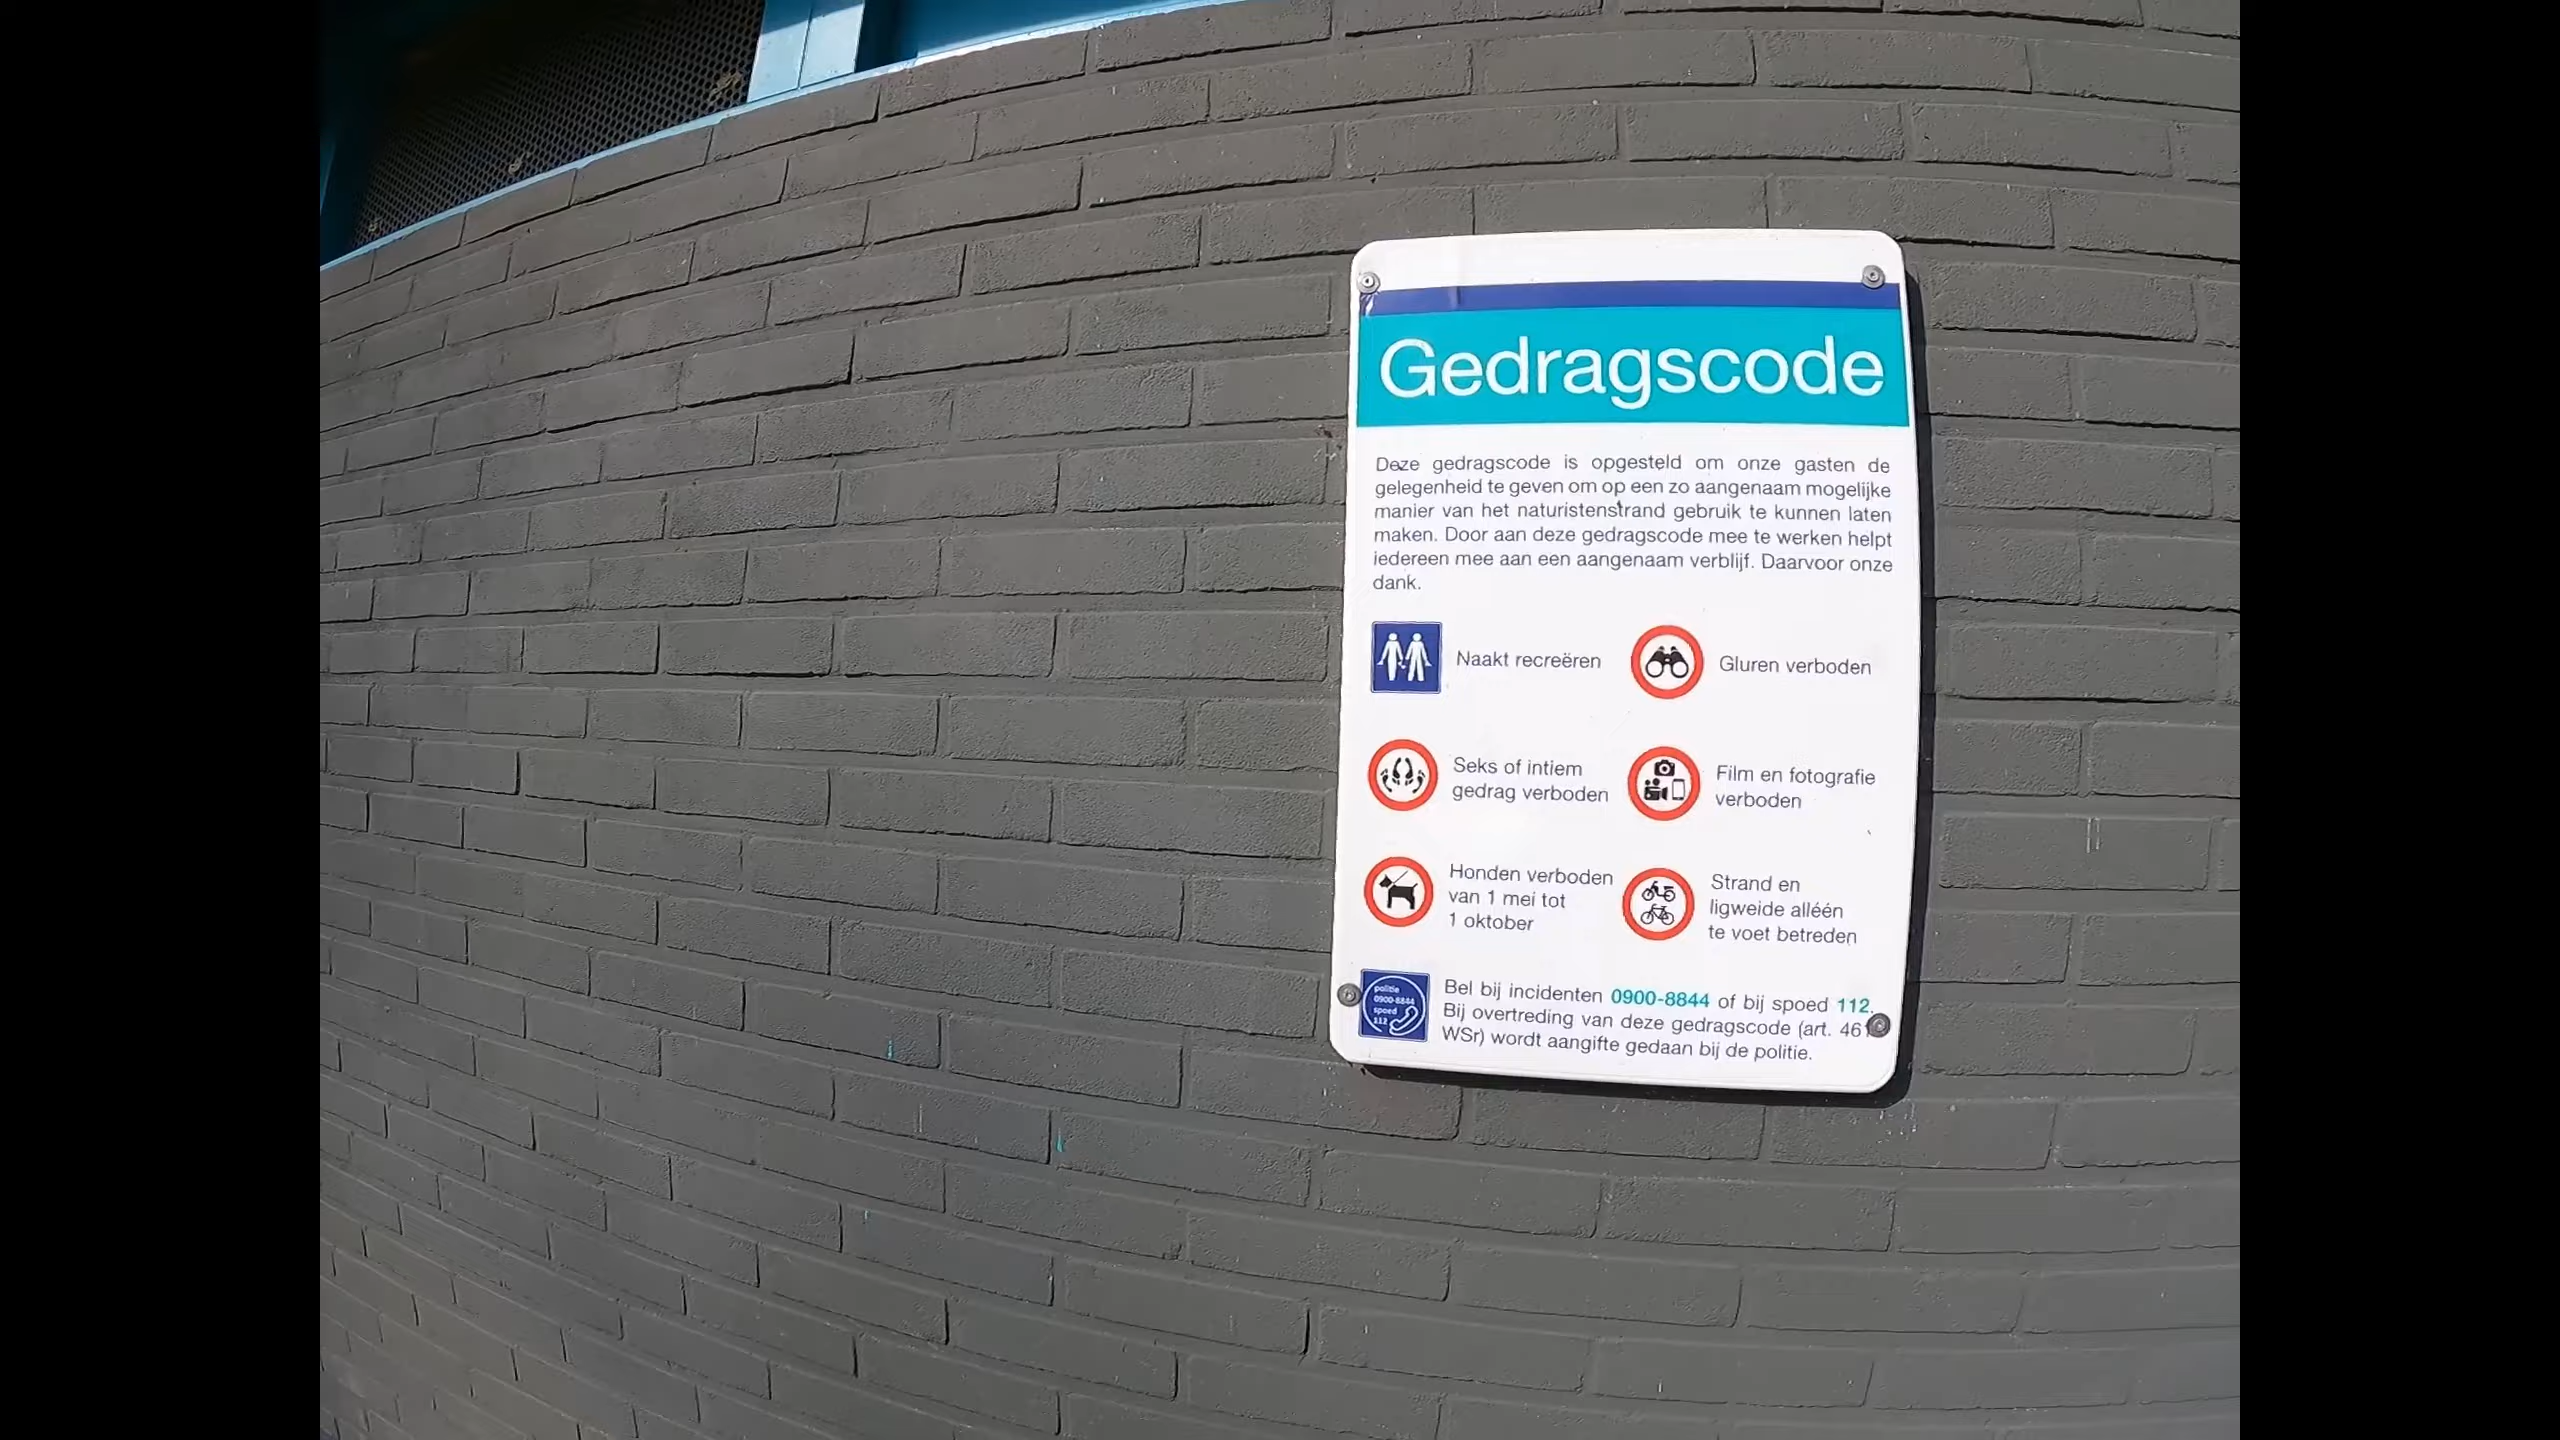 Gedragscode
Deze gedragscode is opgesteld om onze gasten de
gelegenheid te geven om op een zo aangenaam mogelijke
manier van het naturistenstrand gebruik te kunnen laten
maken. Door aan deze gedragscode mee te werken helpt
iedereen mee aan een aangenaam verblijf. Daarvoor onze
dank.
Naakt recreëren
Gluren verboden
Seks of intiem
gedrag verboden
Film en fotografie
verboden
Honden verboden
van 1 mei tot
1 oktober
Strand en
ligweide alléén
te voet betreden
politie
0900-8844
spoed
112
Bel bij incidenten 0900-8844 of bij spoed 112.
Bij overtreding van deze gedragscode (art. 461
WSr) wordt aangifte gedaan bij de politie.